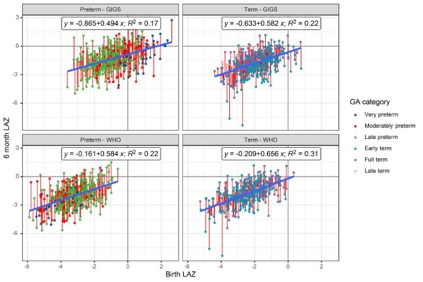 Preterm - GIGS
Term - GIGS
y = -0.865+0.494 x; R² = 0.17
y = -0.633+0.582 x; R² = 0.22
3
0
-3
-6
Preterm - WHO
Term - WHO
y = -0.161+0.584 x; R² = 0.22
y = -0.209+0.656 x; R² = 0.31
3
0
-3
-6
-6 -4 -2 0 2
-6 -4 -2 0 2
6 month LAZ
Birth LAZ
GA category
Very preterm
Moderately preterm
Late preterm
Early term
Full term
Late term